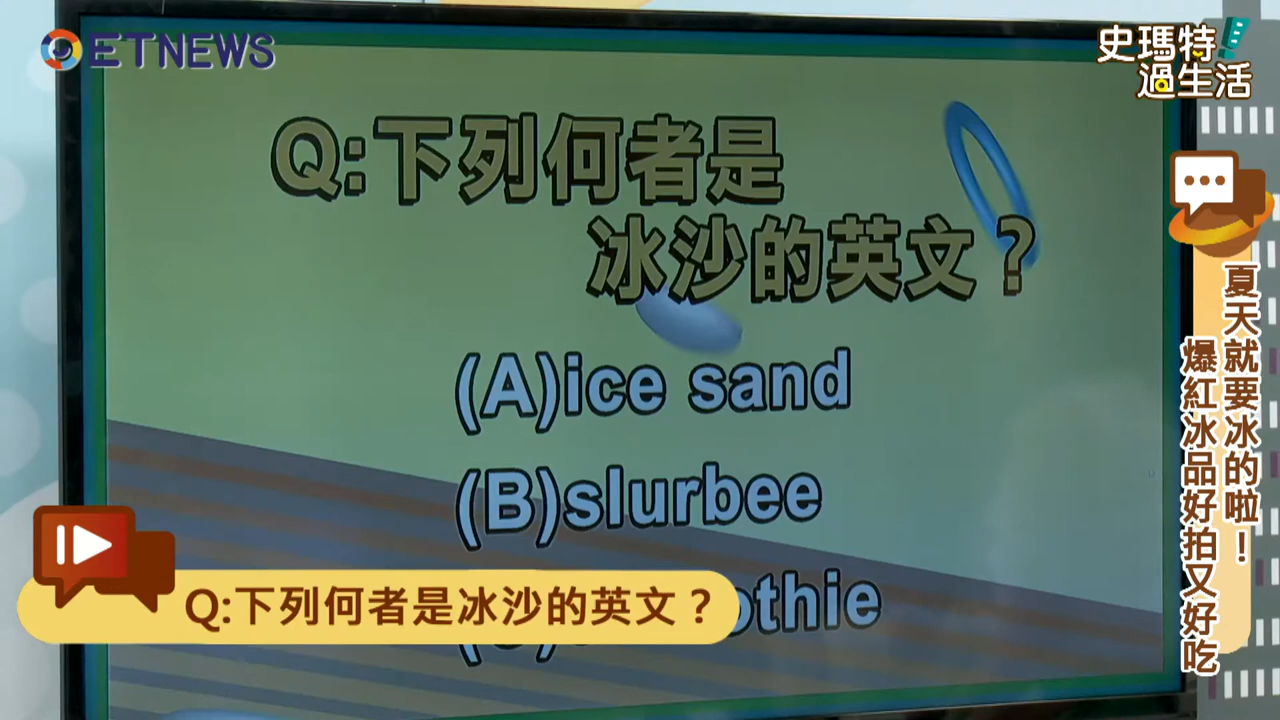 ETNEWS
史瑪特
過生活
Q:下列何者是
冰沙的英文？
(A)ice sand
(B)slurbee
Q:下列何者是冰沙的英文？
夏天就要冰的啦！
爆紅冰品好拍又好吃